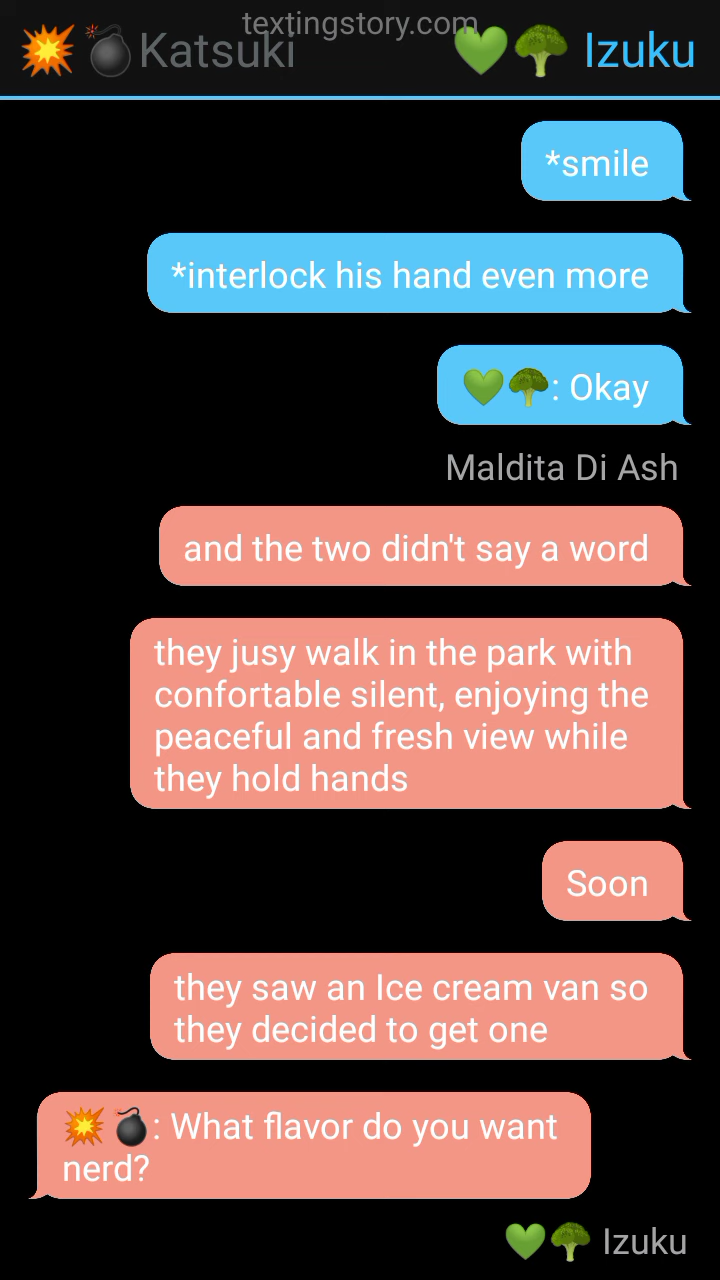 textingstory.com
💥💣Katsuki
💚🥦 Izuku
*smile
*interlock his hand even more
💚🥦: Okay
Maldita Di Ash
and the two didn't say a word
they jusy walk in the park with
confortable silent, enjoying the
peaceful and fresh view while
they hold hands
Soon
they saw an Ice cream van so
they decided to get one
💥💣: What flavor do you want
nerd?
💚🥦 Izuku